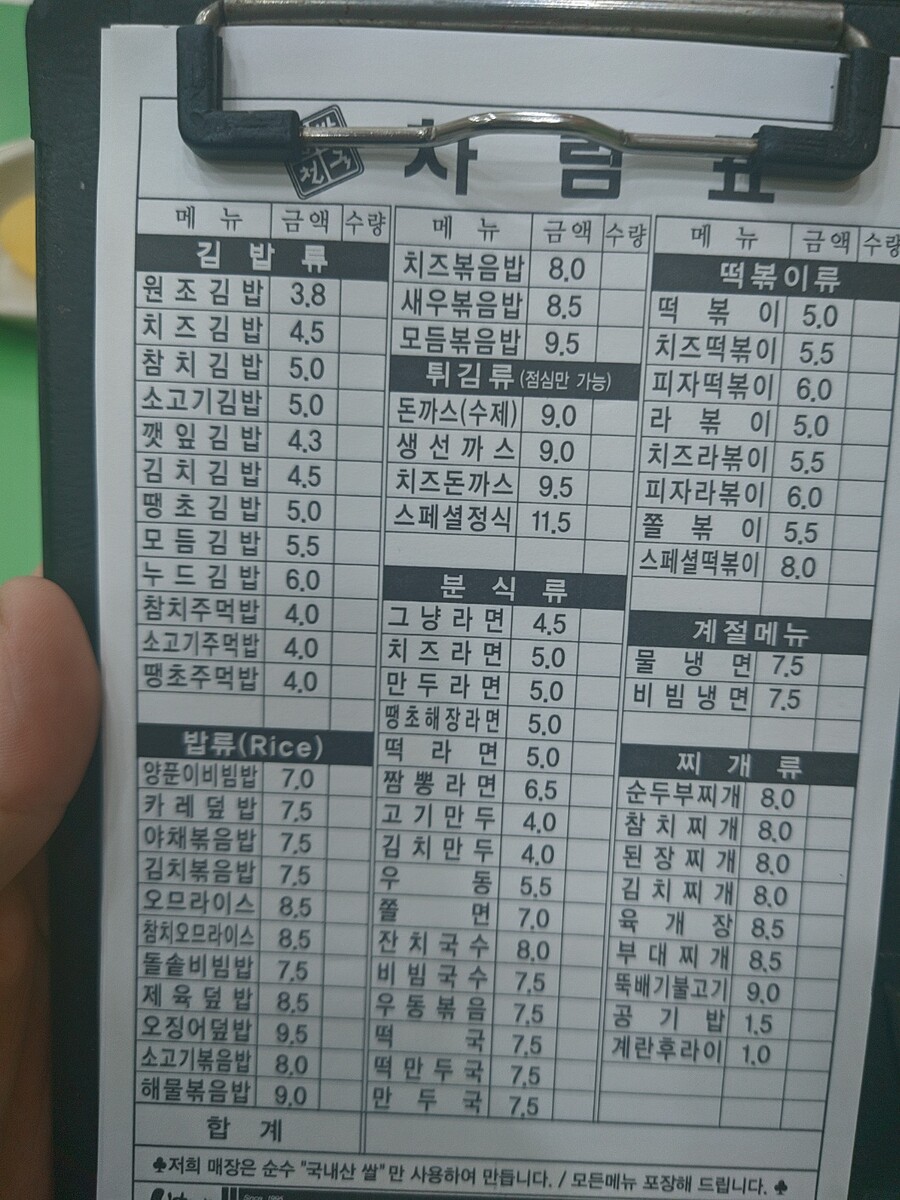 차림표
메뉴 금액 수량
김밥류
원조김밥 3.8
치즈김밥 4.5
참치김밥 5.0
소고기김밥 5.0
깻잎김밥 4.3
김치김밥 4.5
땡초김밥 5.0
모듬김밥 5.5
누드김밥 6.0
참치주먹밥 4.0
소고기주먹밥 4.0
땡초주먹밥 4.0
밥류(Rice)
양푼이비빔밥 7.0
카레덮밥 7.5
야채볶음밥 7.5
김치볶음밥 7.5
오므라이스 8.5
참치오므라이스 8.5
돌솥비빔밥 7.5
제육덮밥 8.5
오징어덮밥 9.5
소고기볶음밥 8.0
해물볶음밥 9.0
합계
메뉴 금액 수량
치즈볶음밥 8.0
새우볶음밥 8.5
모듬볶음밥 9.5
튀김류(점심만 가능)
돈까스(수제) 9.0
생선까스 9.0
치즈돈까스 9.5
스페셜정식 11.5
분식류
그냥라면 4.5
치즈라면 5.0
만두라면 5.0
땡초해장라면 5.0
떡라면 5.0
짬뽕라면 6.5
고기만두 4.0
김치만두 4.0
우동 5.5
쫄면 7.0
잔치국수 8.0
비빔국수 7.5
우동볶음 7.5
떡국 7.5
떡만두국 7.5
만두국 7.5
메뉴 금액 수량
떡볶이류
떡볶이 5.0
치즈떡볶이 5.5
피자떡볶이 6.0
라볶이 5.0
치즈라볶이 5.5
피자라볶이 6.0
쫄볶이 5.5
스페셜떡볶이 8.0
계절메뉴
물냉면 7.5
비빔냉면 7.5
찌개류
순두부찌개 8.0
참치찌개 8.0
된장찌개 8.0
김치찌개 8.0
육개장 8.5
부대찌개 8.5
뚝배기불고기 9.0
공기밥 1.5
계란후라이 1.0
♣저희 매장은 순수 "국내산 쌀"만 사용하여 만듭니다. / 모든메뉴 포장해 드립니다. ♣